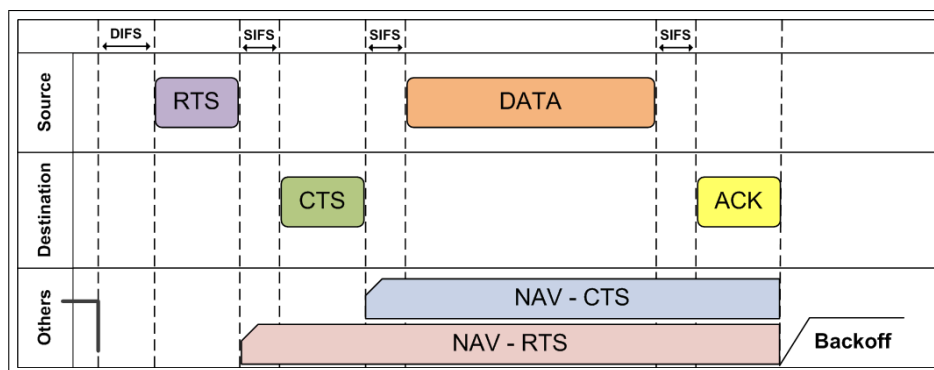 DIFS
SIFS
SIFS
SIFS
Source
RTS
DATA
Destination
CTS
ACK
Others
NAV - CTS
NAV - RTS
Backoff